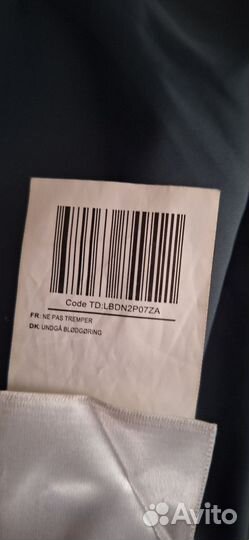 Code TD:LBDN2P07ZA
FR: NE PAS TREMPER
DK: UNDGÅ BLØDGØRING
Avito